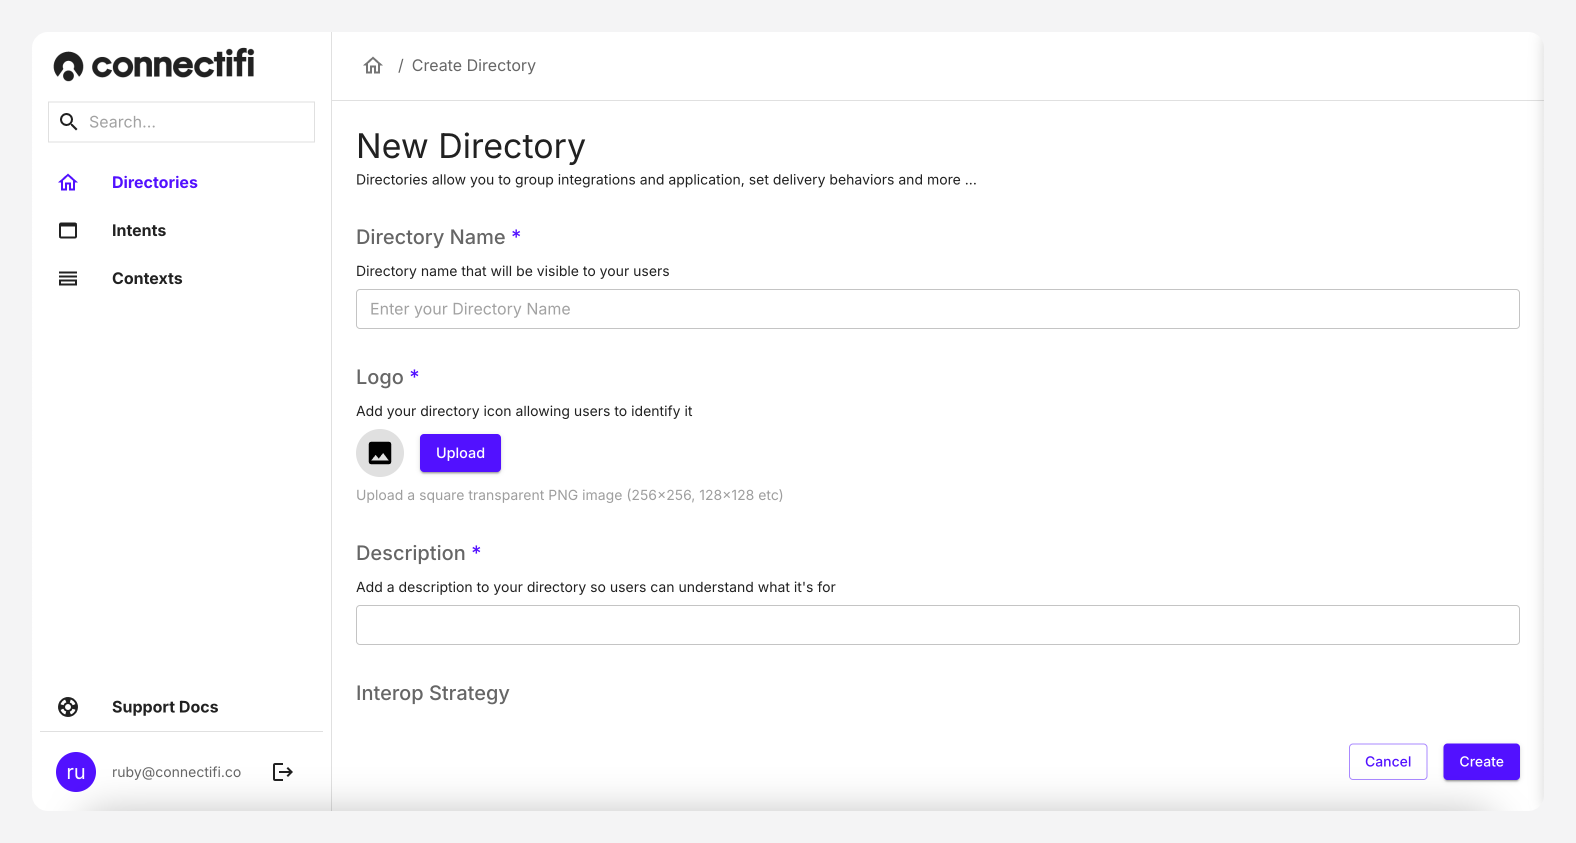 connectifi
Search...
Directories
Intents
Contexts
Support Docs
ru
ruby@connectifi.co
/ Create Directory
New Directory
Directories allow you to group integrations and application, set delivery behaviors and more ...
Directory Name *
Directory name that will be visible to your users
Enter your Directory Name
Logo *
Add your directory icon allowing users to identify it
Upload
Upload a square transparent PNG image (256×256, 128×128 etc)
Description *
Add a description to your directory so users can understand what it's for
Interop Strategy
Cancel
Create